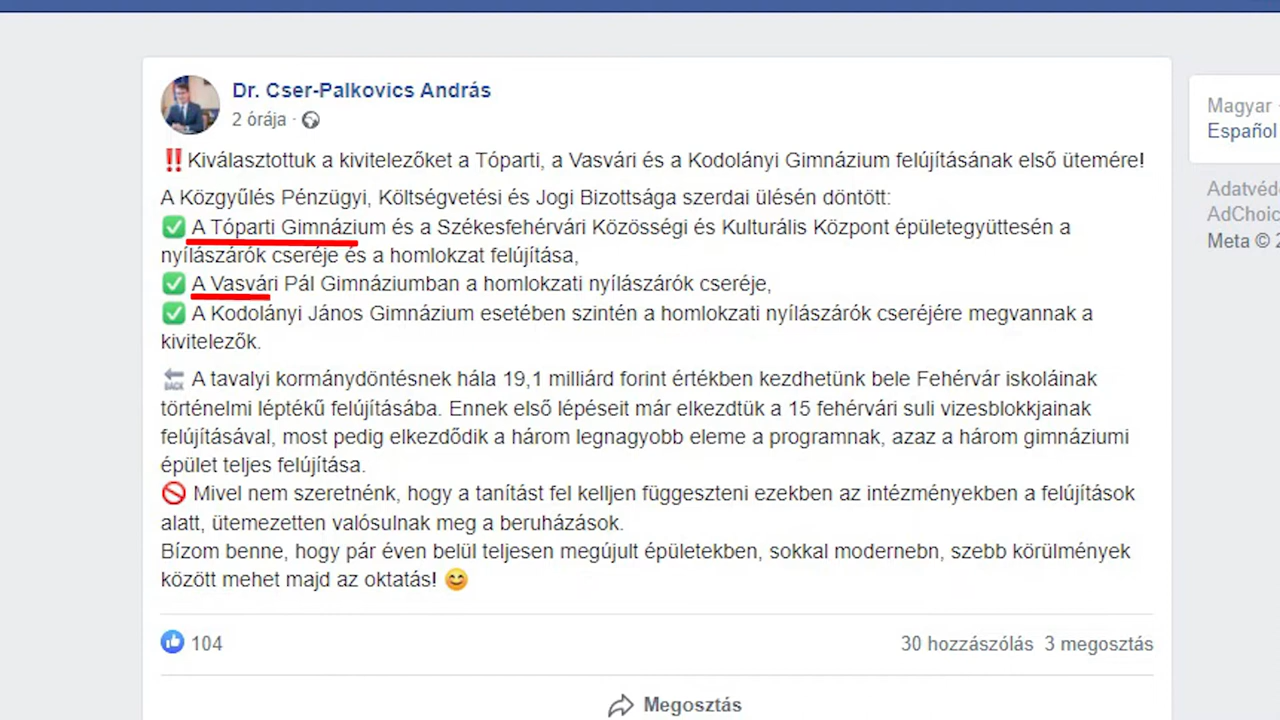 Dr. Cser-Palkovics András
2 órája ·
‼Kiválasztottuk a kivitelezőket a Tóparti, a Vasvári és a Kodolányi Gimnázium felújításának első ütemére!
A Közgyűlés Pénzügyi, Költségvetési és Jogi Bizottsága szerdai ülésén döntött:
✅ A Tóparti Gimnázium és a Székesfehérvári Közösségi és Kulturális Központ épületegyüttesén a
nyílászárók cseréje és a homlokzat felújítása,
✅ A Vasvári Pál Gimnáziumban a homlokzati nyílászárók cseréje,
✅ A Kodolányi János Gimnázium esetében szintén a homlokzati nyílászárók cseréjére megvannak a
kivitelezők.
🔙 A tavalyi kormánydöntésnek hála 19,1 milliárd forint értékben kezdhetünk bele Fehérvár iskoláinak
történelmi léptékű felújításába. Ennek első lépéseit már elkezdtük a 15 fehérvári suli vizesblokkjainak
felújításával, most pedig elkezdődik a három legnagyobb eleme a programnak, azaz a három gimnáziumi
épület teljes felújítása.
🚫 Mivel nem szeretnénk, hogy a tanítást fel kelljen függeszteni ezekben az intézményekben a felújítások
alatt, ütemezetten valósulnak meg a beruházások.
Bízom benne, hogy pár éven belül teljesen megújult épületekben, sokkal modernebn, szebb körülmények
között mehet majd az oktatás! 😊
104
30 hozzászólás 3 megosztás
Megosztás
Magyar ·
Español
Meta ©